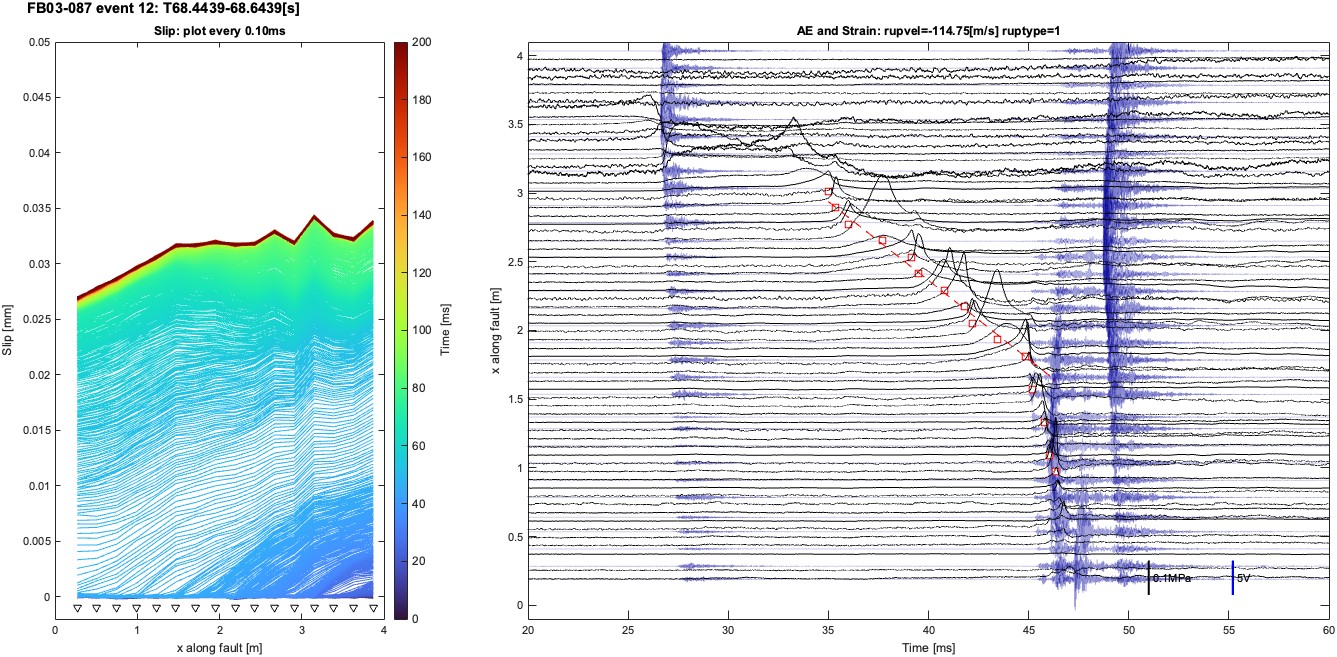 FB03-087 event 12: T68.4439-68.6439[s]
Slip: plot every 0.10ms
0.05
0.045
0.04
0.035
0.03
0.025
0.02
0.015
0.01
0.005
0
Slip [mm]
0 1 2 3 4
x along fault [m]
200
180
160
140
120
100
80
60
40
20
0
Time [ms]
AE and Strain: rupvel=-114.75[m/s] ruptype=1
4
3.5
3
2.5
2
1.5
1
0.5
0
x along fault [m]
0.1MPa 5V
20 25 30 35 40 45 50 55 60
Time [ms]